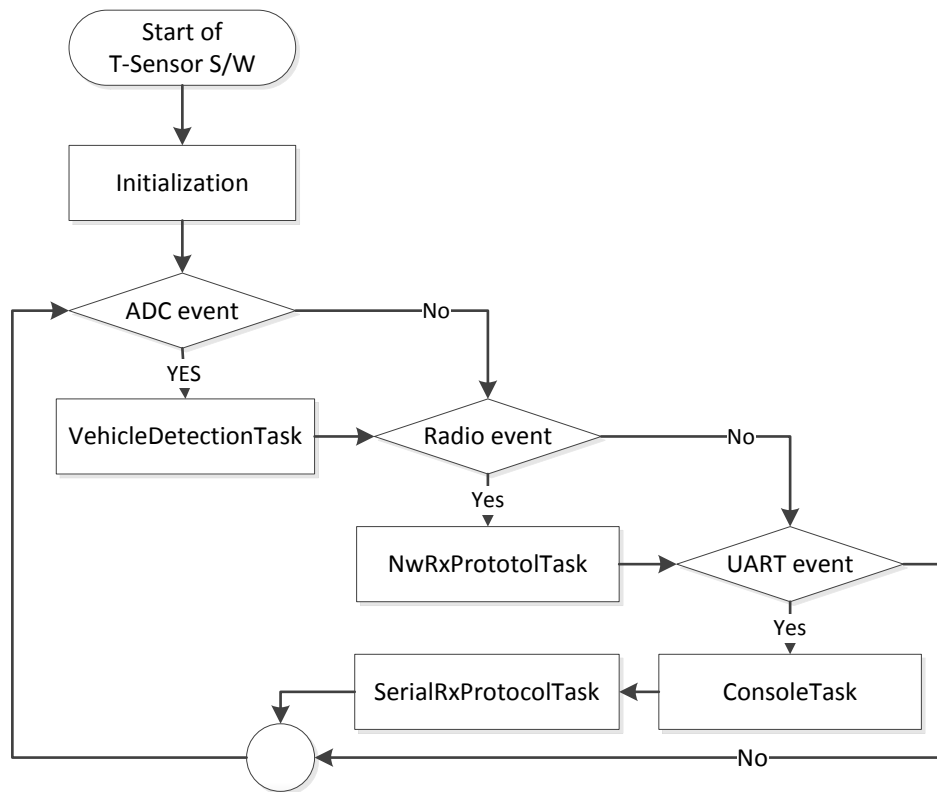 Start of
T-Sensor S/W
Initialization
ADC event
No
YES
VehicleDetectionTask
Radio event
No
Yes
NwRxPrototolTask
UART event
Yes
SerialRxProtocolTask
ConsoleTask
No